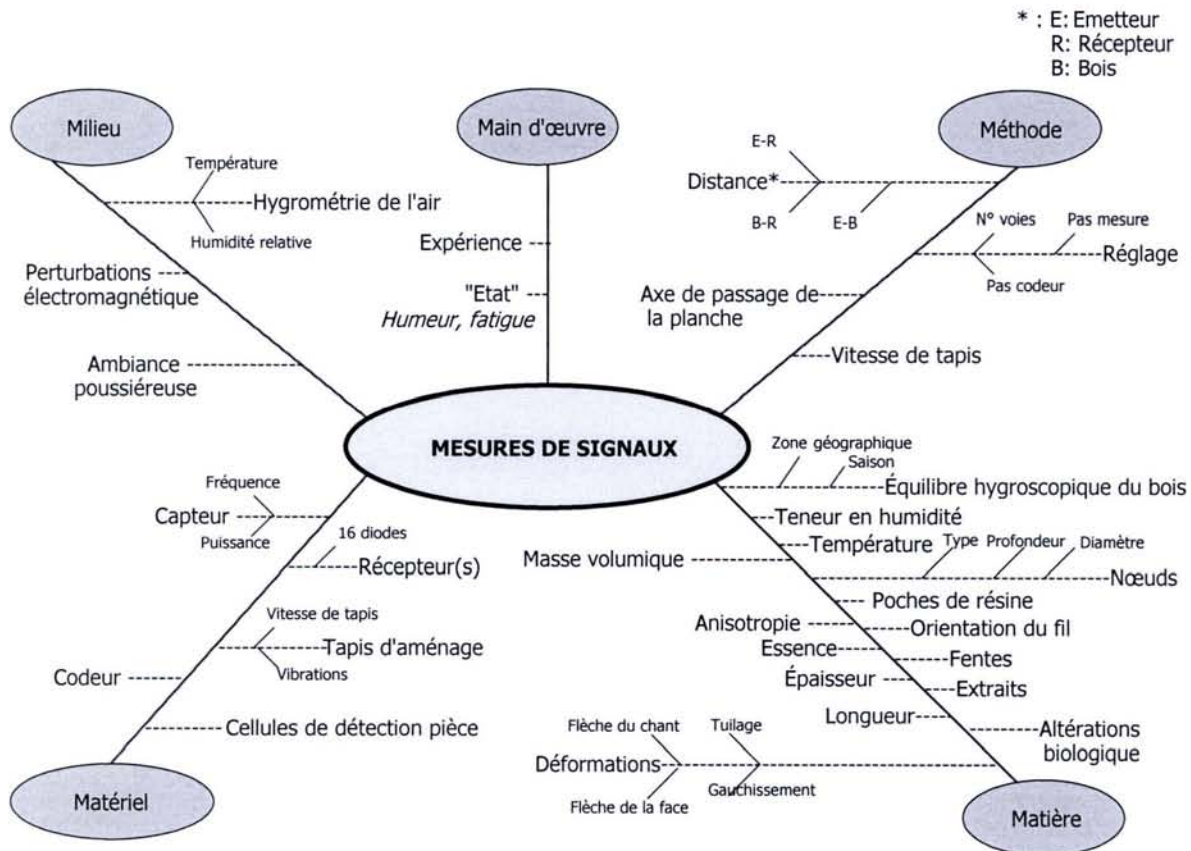 * : E: Emetteur
R: Récepteur
B: Bois
Milieu
Main d'œuvre
Méthode
Température
Hygrométrie de l'air
Humidité relative
Perturbations
électromagnétique
Ambiance
poussiéreuse
Expérience
"Etat"
Humeur, fatigue
E-R
Distance*
B-R
E-B
N° voies
Pas mesure
Réglage
Pas codeur
Axe de passage de
la planche
Vitesse de tapis
MESURES DE SIGNAUX
Fréquence
Capteur
Puissance
16 diodes
Récepteur(s)
Vitesse de tapis
Tapis d'aménage
Vibrations
Codeur
Cellules de détection pièce
Matériel
Zone géographique
Saison
Équilibre hygroscopique du bois
Teneur en humidité
Température
Masse volumique
Type
Profondeur
Diamètre
Nœuds
Poches de résine
Anisotropie
Orientation du fil
Essence
Fentes
Épaisseur
Extraits
Longueur
Altérations
biologique
Flèche du chant
Tuilage
Déformations
Gauchissement
Flèche de la face
Matière